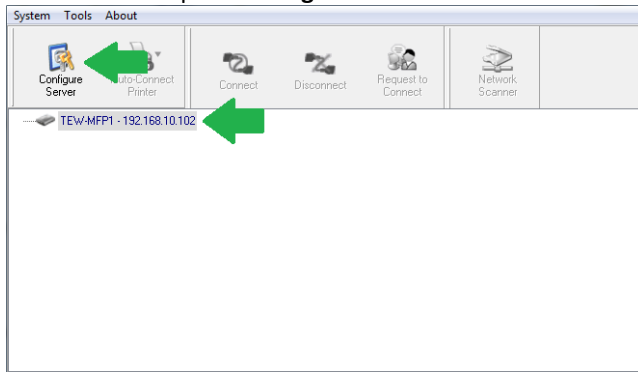 System Tools About
Configure Server
Auto-Connect Printer
Connect
Disconnect
Request to Connect
Network Scanner
TEW-MFP1 - 192.168.10.102